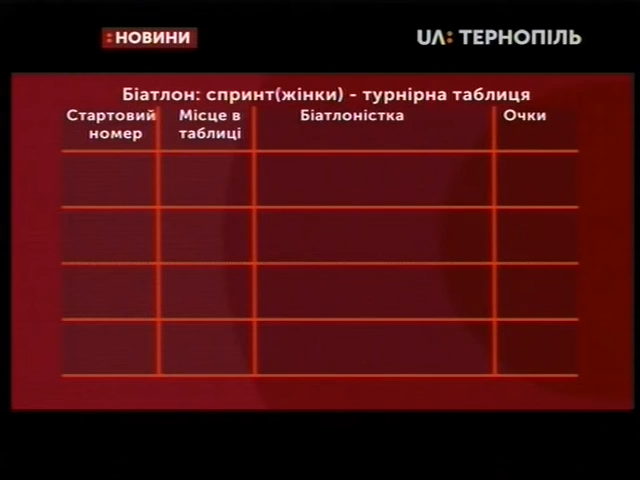 :НОВИНИ
UA: ТЕРНОПІЛЬ
Біатлон: спринт(жінки) - турнірна таблиця
Стартовий номер
Місце в таблиці
Біатлоністка
Очки